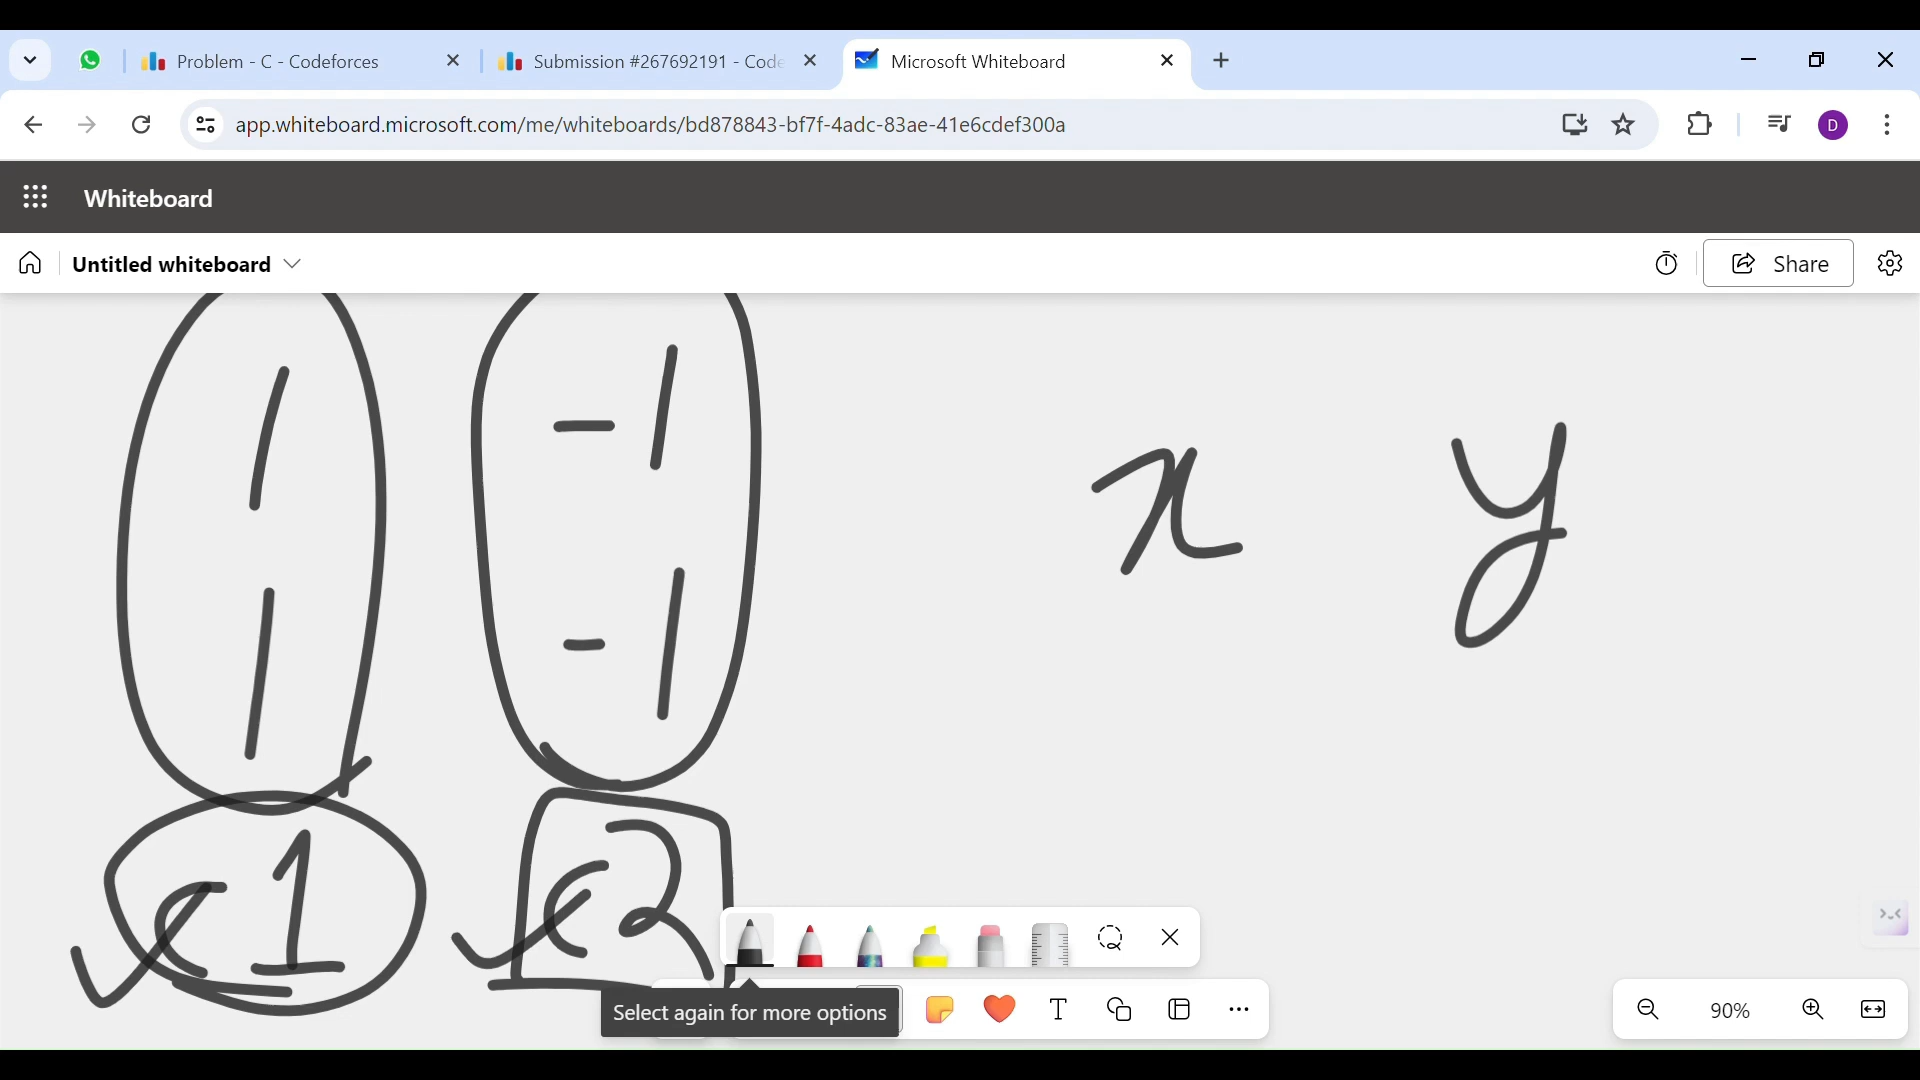 Problem - C - Codeforces
Submission #267692191 - Code
Microsoft Whiteboard
app.whiteboard.microsoft.com/me/whiteboards/bd878843-bf7f-4adc-83ae-41e6cdef300a
D
Whiteboard
Untitled whiteboard
Share
1 -1
x y
1 -1
C1 C2
Select again for more options
T
90%